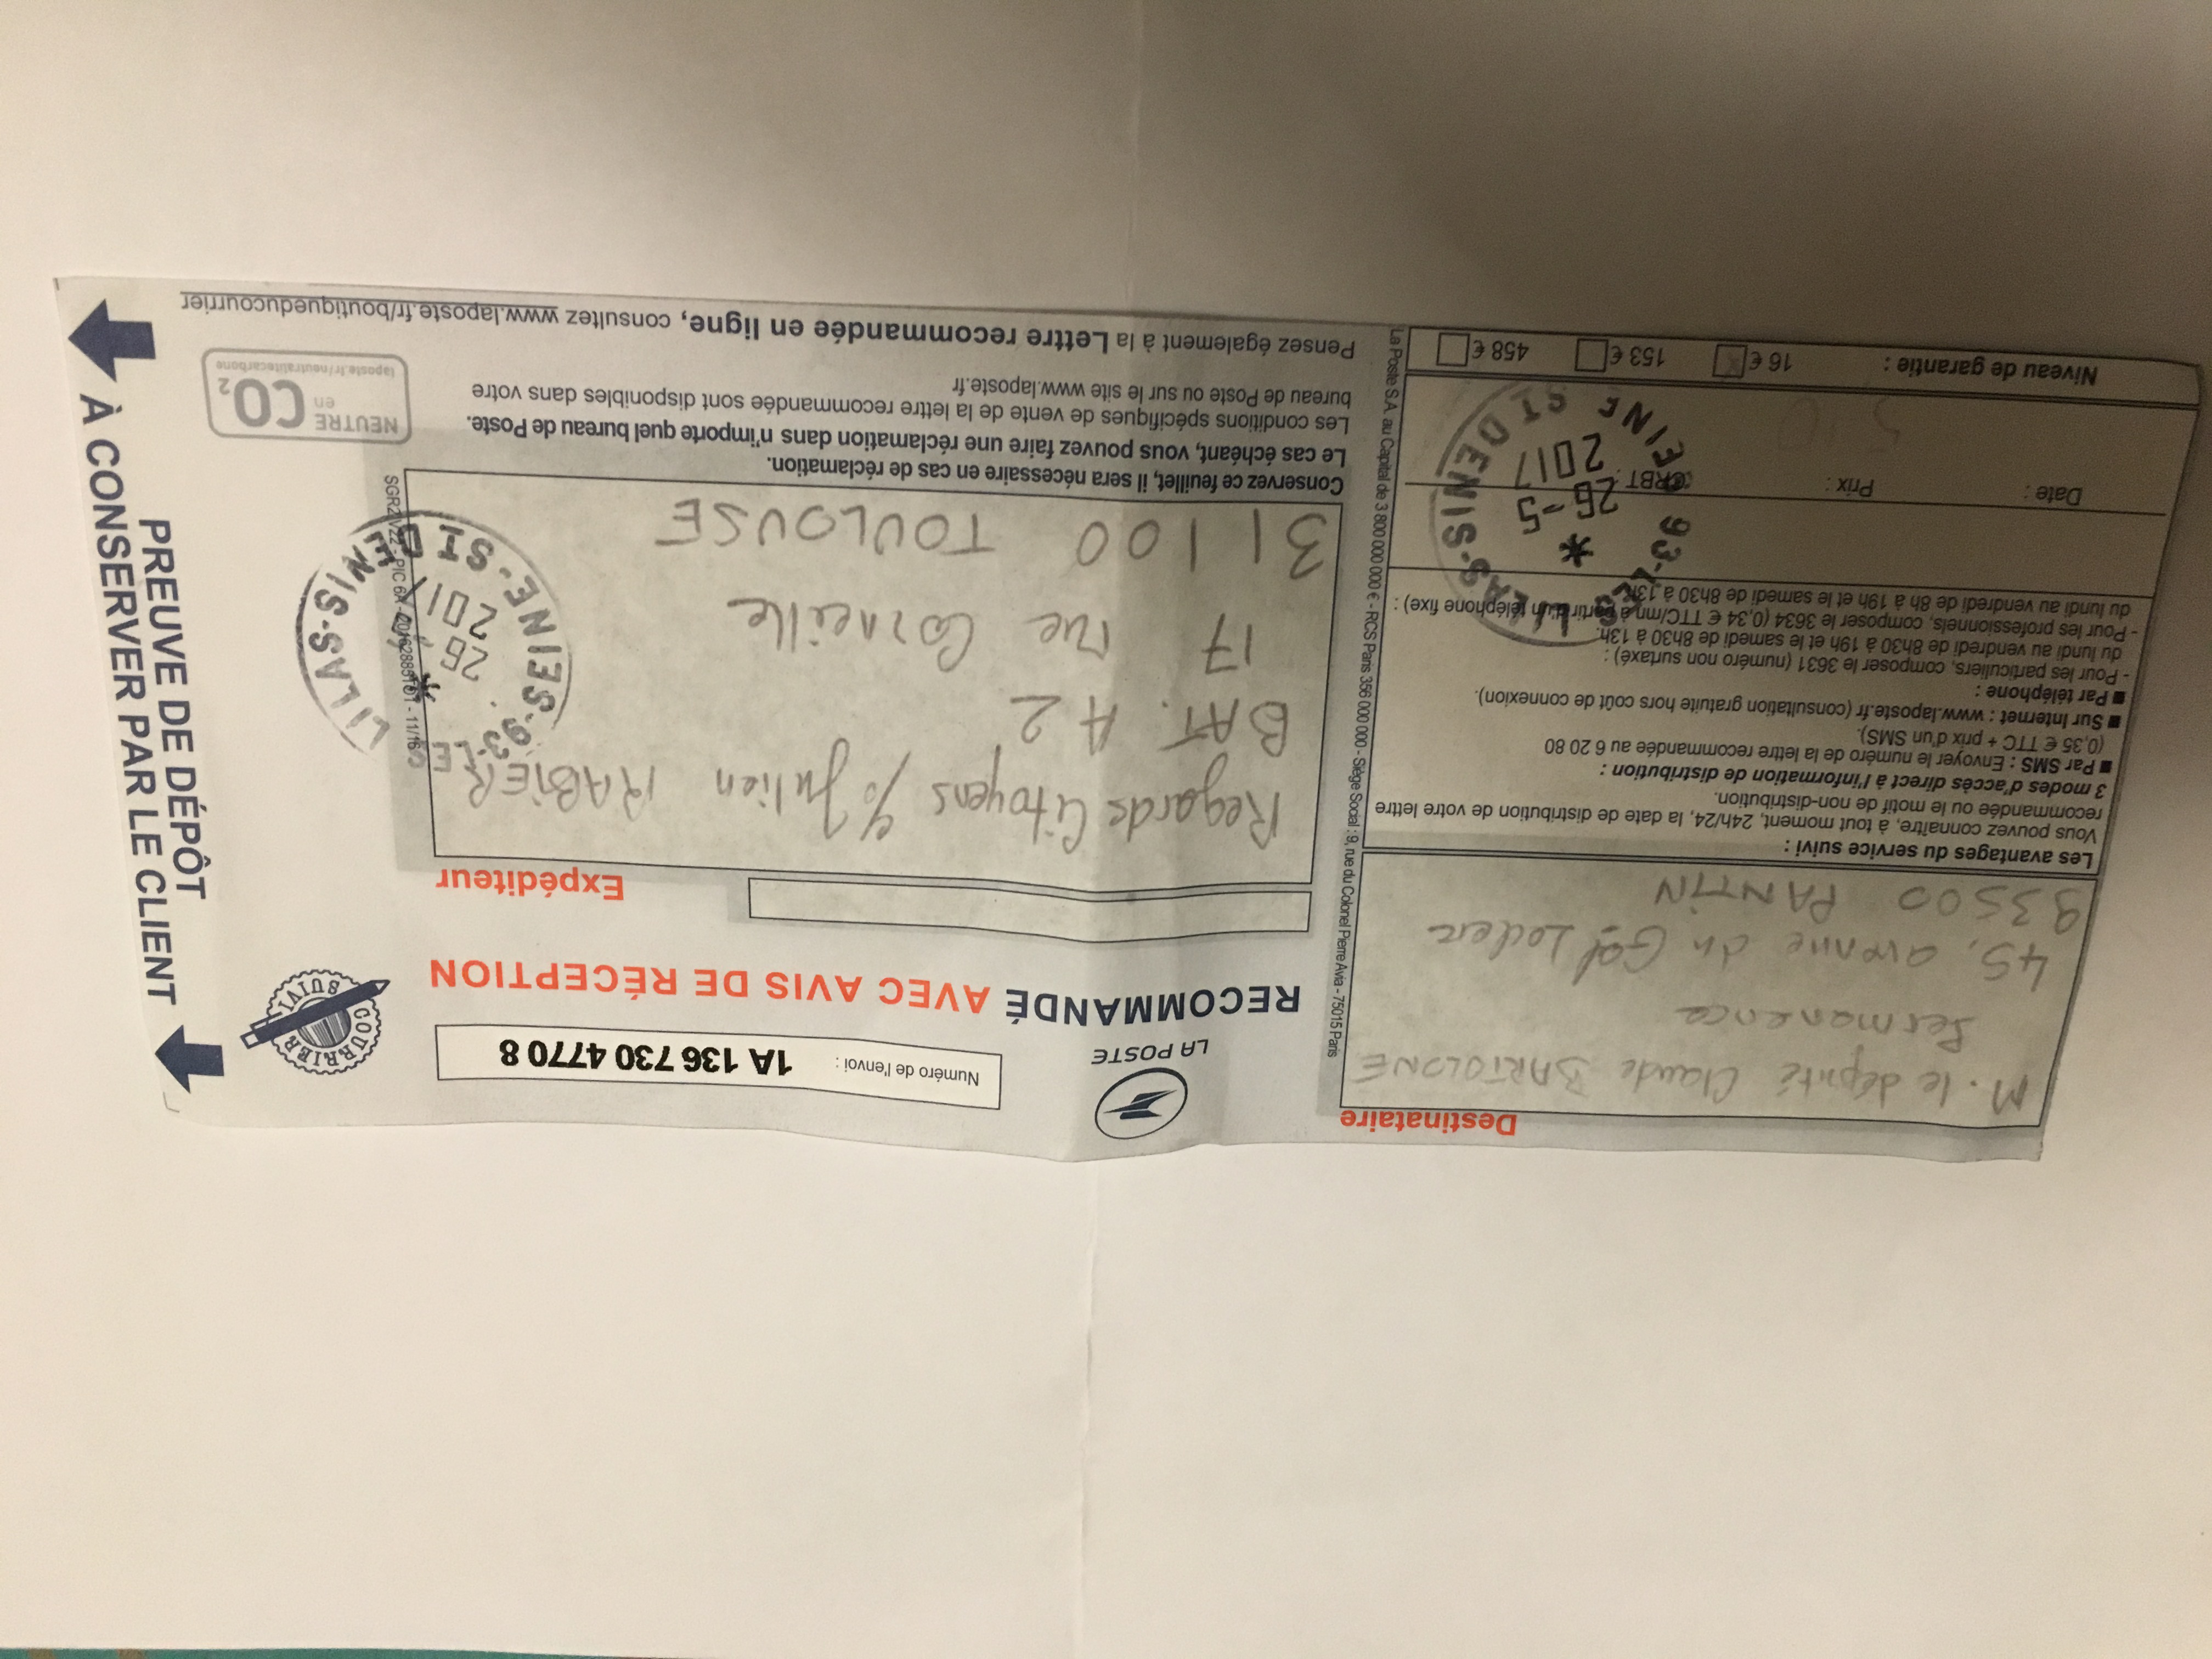 Destinataire
M. le député Claude BARTOLONE
Permanence
45, avenue du Gal Leclerc
93500 PANTIN
Les avantages du service suivi :
Vous pouvez connaître, à tout moment, 24h/24, la date de distribution de votre lettre
recommandée ou le motif de non-distribution.
3 modes d'accès direct à l'information de distribution :
■ Par SMS : Envoyer le numéro de la lettre recommandée au 6 20 80
(0,35 € TTC + prix d'un SMS).
■ Sur Internet : www.laposte.fr (consultation gratuite hors coût de connexion).
■ Par téléphone :
- Pour les particuliers, composer le 3631 (numéro non surtaxé) :
du lundi au vendredi de 8h30 à 19h et le samedi de 8h30 à 13h.
- Pour les professionnels, composer le 3634 (0,34 € TTC/mn à partir d'un téléphone fixe) :
du lundi au vendredi de 8h à 19h et le samedi de 8h30 à 13h.
Date :
Prix :
CRBT :
26-5
2017
Niveau de garantie :
16 € X
153 €
458 €
La Poste S.A. au Capital de 3 800 000 000 € - RCS Paris 356 000 000 - Siège Social : 9, rue du Colonel Pierre Avia - 75015 Paris
LA POSTE
Numéro de l'envoi :
1A 136 730 4770 8
COURRIER SUIVI
RECOMMANDÉ AVEC AVIS DE RÉCEPTION
Expéditeur
Regards Citoyens c/o Julien RABIER
BAT. A 2
17 rue Corneille
31100 TOULOUSE
93-LES LILAS-SINE
26-5
2017
SEINE-ST DENIS
Conservez ce feuillet, il sera nécessaire en cas de réclamation.
Le cas échéant, vous pouvez faire une réclamation dans n'importe quel bureau de Poste.
Les conditions spécifiques de vente de la lettre recommandée sont disponibles dans votre
bureau de Poste ou sur le site www.laposte.fr
Pensez également à la Lettre recommandée en ligne, consultez www.laposte.fr/boutiqueducourrier
NEUTRE
en CO2
laposte.fr/neutralitecarbone
PREUVE DE DÉPÔT
À CONSERVER PAR LE CLIENT